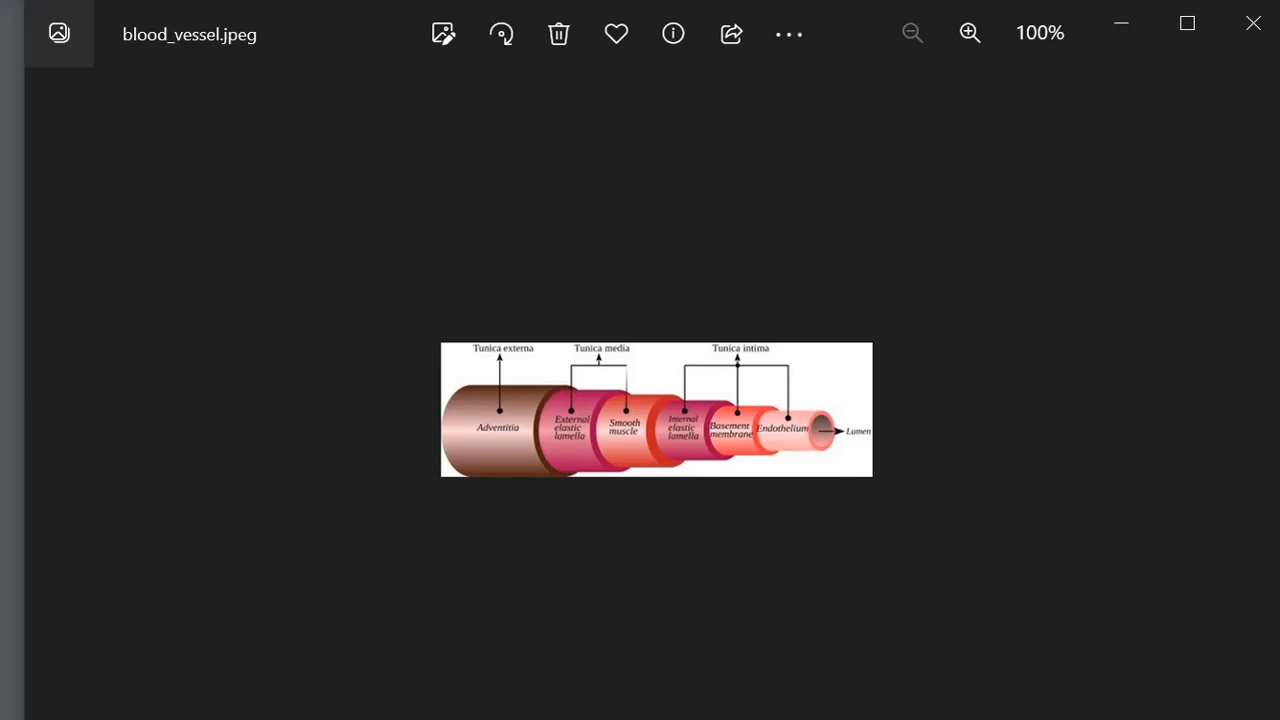 blood_vessel.jpeg
100%
Tunica externa
Tunica media
Tunica intima
Adventitia
External
elastic
lamella
Smooth
muscle
Internal
elastic
lamella
Basement
membrane
Endothelium
Lumen